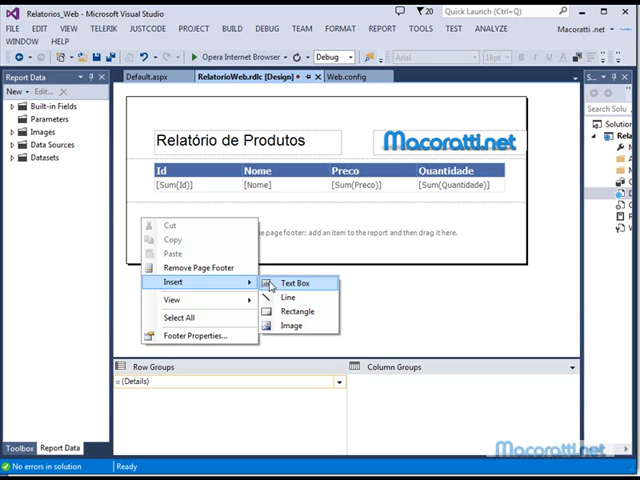 Relatorios_Web - Microsoft Visual Studio
20
Quick Launch (Ctrl+Q)
FILE EDIT VIEW TELERIK JUSTCODE PROJECT BUILD DEBUG TEAM SQL FORMAT REPORT TOOLS TEST ANALYZE
WINDOW HELP
Macoratti .net
Opera Internet Browser
Debug
Arial
18pt
Report Data
Default.aspx
RelatorioWeb.rdlc [Design]
Web.config
S...
New
Edit...
Built-in Fields
Parameters
Images
Data Sources
Datasets
Search Solu
Solution
Relatório de Produtos
Macoratti.net
Id Nome Preco Quantidade
[Sum(Id)] [Nome] [Sum(Preco)] [Sum(Quantidade)]
page footer: add an item to the report and then drag it here.
Cut
Copy
Paste
Remove Page Footer
Insert
View
Select All
Footer Properties...
Text Box
Line
Rectangle
Image
Row Groups
Column Groups
= (Details)
Toolbox
Report Data
Macoratti.net
No errors in solution
Ready